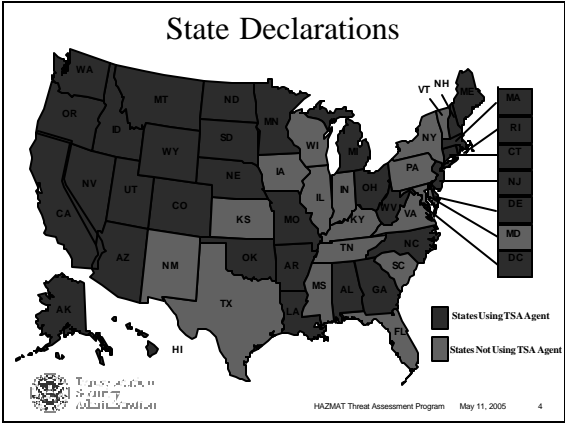 State Declarations
WA
OR
CA
ID
NV
MT
WY
UT
AZ
CO
NM
ND
SD
NE
KS
OK
TX
MN
IA
MO
AR
LA
WI
IL
MI
IN
OH
KY
TN
MS
AL
GA
FL
SC
NC
VA
WV
PA
NY
VT
NH
ME
MA
RI
CT
NJ
DE
MD
DC
AK
HI
States Using TSA Agent
States Not Using TSA Agent
Transportation
Security
Administration
HAZMAT Threat Assessment Program May 11, 2005 4